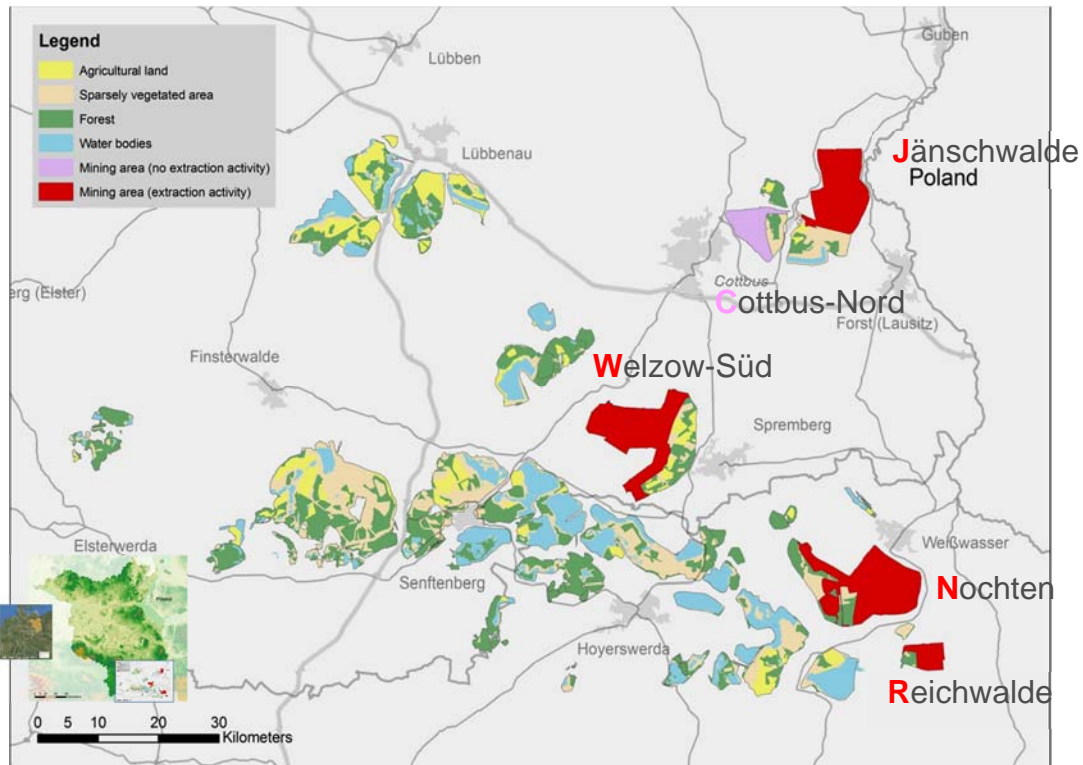 Legend
Agricultural land
Sparsely vegetated area
Forest
Water bodies
Mining area (no extraction activity)
Mining area (extraction activity)
Guben
Lübben
Lübbenau
Jänschwalde
Poland
Cottbus
Cottbus-Nord
erg (Elster)
Forst (Lausitz)
Finsterwalde
Welzow-Süd
Spremberg
Elsterwerda
Senftenberg
Weißwasser
Nochten
Hoyerswerda
Reichwalde
0 5 10 20 30
Kilometers